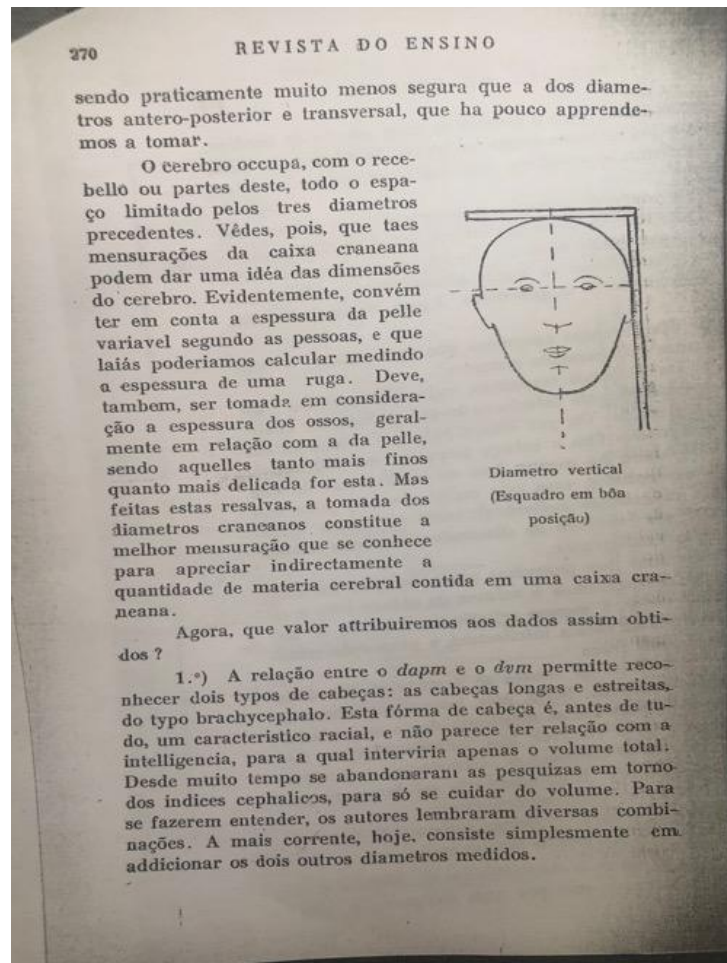 270
REVISTA DO ENSINO
sendo praticamente muito menos segura que a dos diame-
tros antero-posterior e transversal, que ha pouco apprende-
mos a tomar.
O cerebro occupa, com o rece-
bello ou partes deste, todo o espa-
ço limitado pelos tres diametros
precedentes. Vêdes, pois, que taes
mensurações da caixa craneana
podem dar uma idéa das dimensões
do cerebro. Evidentemente, convém
ter em conta a espessura da pelle
variavel segundo as pessoas, e que
laiás poderiamos calcular medindo
a espessura de uma ruga. Deve,
tambem, ser tomada em considera-
ção a espessura dos ossos, geral-
mente em relação com a da pelle,
sendo aquelles tanto mais finos
quanto mais delicada for esta. Mas
feitas estas resalvas, a tomada dos
diametros craneanos constitue a
melhor mensuração que se conhece
para apreciar indirectamente a
quantidade de materia cerebral contida em uma caixa cra-
neana.
Diametro vertical
(Esquadro em bôa
posição)
Agora, que valor attribuiremos aos dados assim obti-
dos ?
1.º) A relação entre o dapm e o dvm permitte reco-
nhecer dois typos de cabeças: as cabeças longas e estreitas,
do typo brachycephalo. Esta fórma de cabeça é, antes de tu-
do, um caracteristico racial, e não parece ter relação com a
intelligencia, para a qual interviria apenas o volume total.
Desde muito tempo se abandonaram as pesquizas em torno
dos indices cephalicos, para só se cuidar do volume. Para
se fazerem entender, os autores lembraram diversas combi-
nações. A mais corrente, hoje, consiste simplesmente em
addicionar os dois outros diametros medidos.